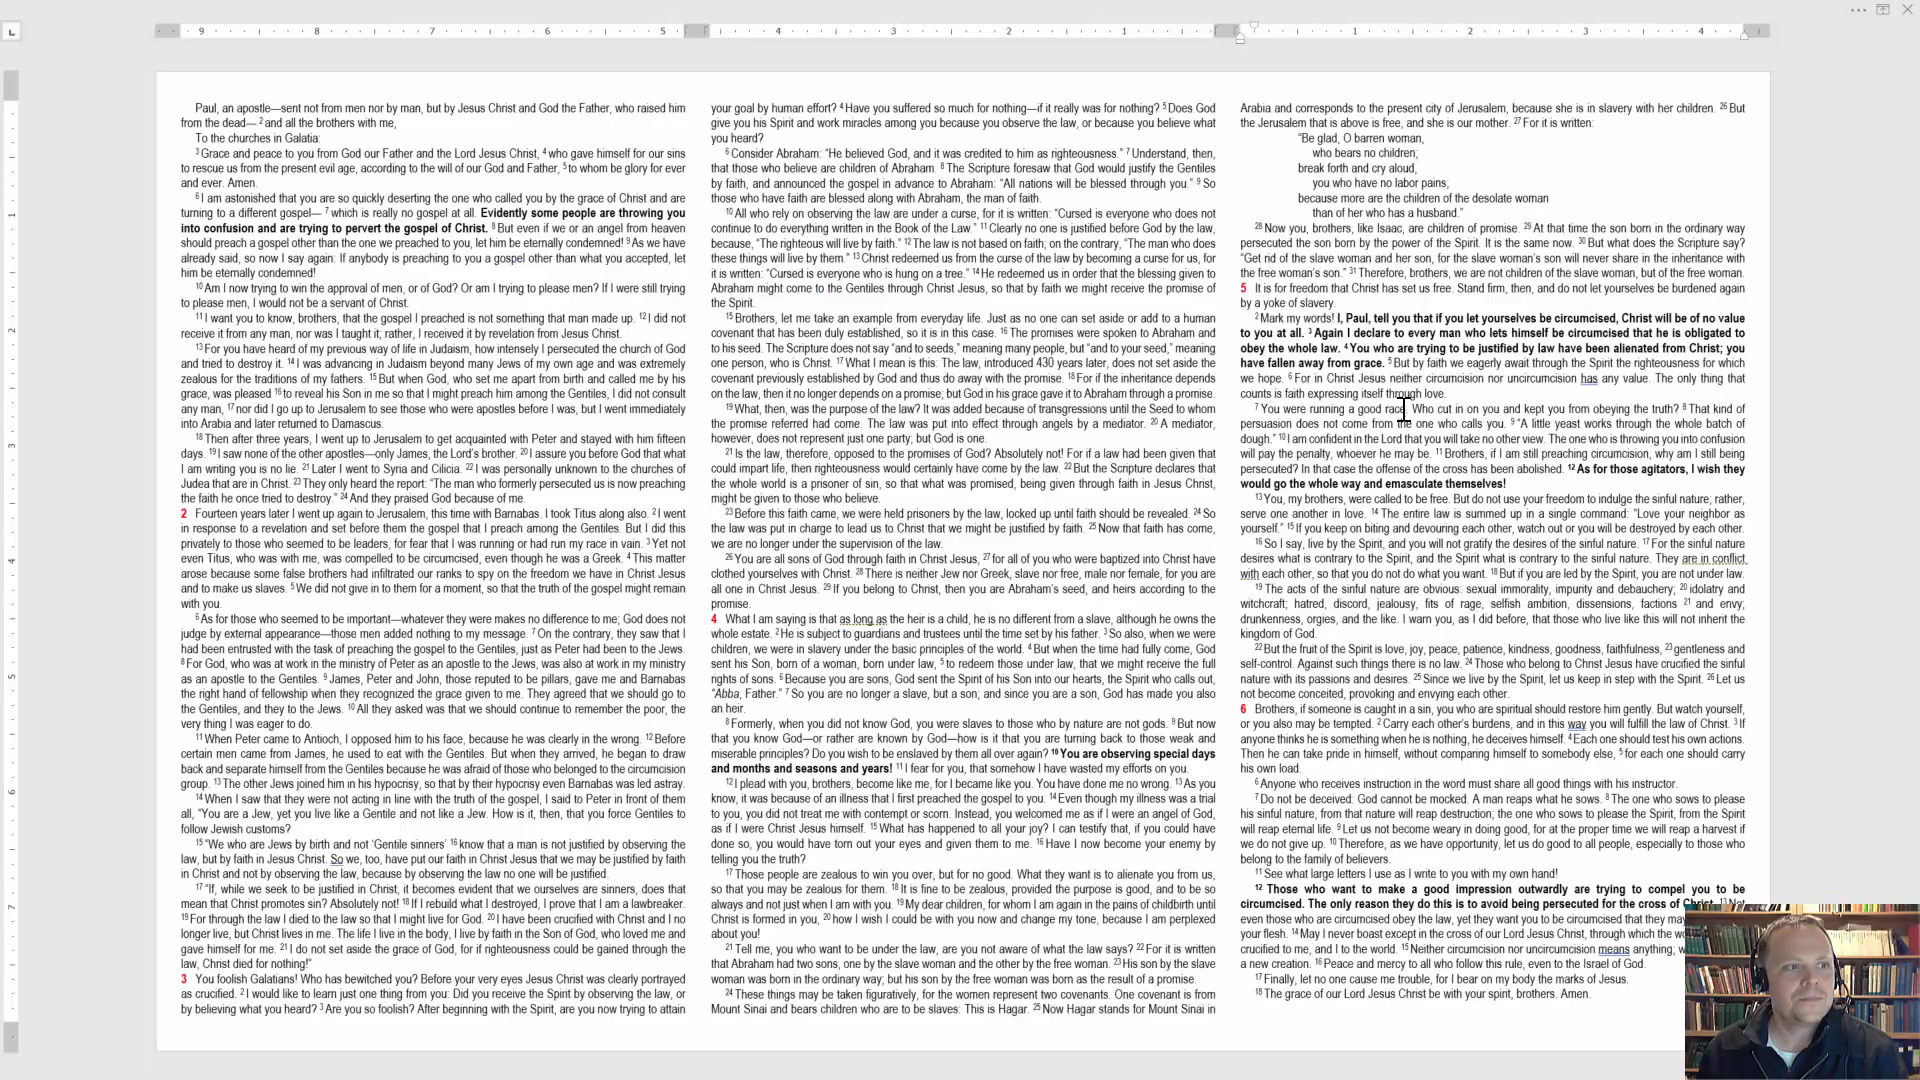 9 8 7 6 5 4 3 2 1 1 2 3 4
Paul, an apostle—sent not from men nor by man, but by Jesus Christ and God the Father, who raised him
from the dead— 2 and all the brothers with me,
To the churches in Galatia:
3 Grace and peace to you from God our Father and the Lord Jesus Christ, 4 who gave himself for our sins
to rescue us from the present evil age, according to the will of our God and Father, 5 to whom be glory for ever
and ever. Amen.
6 I am astonished that you are so quickly deserting the one who called you by the grace of Christ and are
turning to a different gospel— 7 which is really no gospel at all. Evidently some people are throwing you
into confusion and are trying to pervert the gospel of Christ. 8 But even if we or an angel from heaven
should preach a gospel other than the one we preached to you, let him be eternally condemned! 9 As we have
already said, so now I say again: If anybody is preaching to you a gospel other than what you accepted, let
him be eternally condemned!
10 Am I now trying to win the approval of men, or of God? Or am I trying to please men? If I were still trying
to please men, I would not be a servant of Christ.
11 I want you to know, brothers, that the gospel I preached is not something that man made up. 12 I did not
receive it from any man, nor was I taught it; rather, I received it by revelation from Jesus Christ.
13 For you have heard of my previous way of life in Judaism, how intensely I persecuted the church of God
and tried to destroy it. 14 I was advancing in Judaism beyond many Jews of my own age and was extremely
zealous for the traditions of my fathers. 15 But when God, who set me apart from birth and called me by his
grace, was pleased 16 to reveal his Son in me so that I might preach him among the Gentiles, I did not consult
any man, 17 nor did I go up to Jerusalem to see those who were apostles before I was, but I went immediately
into Arabia and later returned to Damascus.
18 Then after three years, I went up to Jerusalem to get acquainted with Peter and stayed with him fifteen
days. 19 I saw none of the other apostles—only James, the Lord's brother. 20 I assure you before God that what
I am writing you is no lie. 21 Later I went to Syria and Cilicia. 22 I was personally unknown to the churches of
Judea that are in Christ. 23 They only heard the report: "The man who formerly persecuted us is now preaching
the faith he once tried to destroy." 24 And they praised God because of me.
2 Fourteen years later I went up again to Jerusalem, this time with Barnabas. I took Titus along also. 2 I went
in response to a revelation and set before them the gospel that I preach among the Gentiles. But I did this
privately to those who seemed to be leaders, for fear that I was running or had run my race in vain. 3 Yet not
even Titus, who was with me, was compelled to be circumcised, even though he was a Greek. 4 This matter
arose because some false brothers had infiltrated our ranks to spy on the freedom we have in Christ Jesus
and to make us slaves. 5 We did not give in to them for a moment, so that the truth of the gospel might remain
with you.
6 As for those who seemed to be important—whatever they were makes no difference to me; God does not
judge by external appearance—those men added nothing to my message. 7 On the contrary, they saw that I
had been entrusted with the task of preaching the gospel to the Gentiles, just as Peter had been to the Jews.
8 For God, who was at work in the ministry of Peter as an apostle to the Jews, was also at work in my ministry
as an apostle to the Gentiles. 9 James, Peter and John, those reputed to be pillars, gave me and Barnabas
the right hand of fellowship when they recognized the grace given to me. They agreed that we should go to
the Gentiles, and they to the Jews. 10 All they asked was that we should continue to remember the poor, the
very thing I was eager to do.
11 When Peter came to Antioch, I opposed him to his face, because he was clearly in the wrong. 12 Before
certain men came from James, he used to eat with the Gentiles. But when they arrived, he began to draw
back and separate himself from the Gentiles because he was afraid of those who belonged to the circumcision
group. 13 The other Jews joined him in his hypocrisy, so that by their hypocrisy even Barnabas was led astray.
14 When I saw that they were not acting in line with the truth of the gospel, I said to Peter in front of them
all, "You are a Jew, yet you live like a Gentile and not like a Jew. How is it, then, that you force Gentiles to
follow Jewish customs?
15 "We who are Jews by birth and not 'Gentile sinners' 16 know that a man is not justified by observing the
law, but by faith in Jesus Christ. So we, too, have put our faith in Christ Jesus that we may be justified by faith
in Christ and not by observing the law, because by observing the law no one will be justified.
17 "If, while we seek to be justified in Christ, it becomes evident that we ourselves are sinners, does that
mean that Christ promotes sin? Absolutely not! 18 If I rebuild what I destroyed, I prove that I am a lawbreaker.
19 For through the law I died to the law so that I might live for God. 20 I have been crucified with Christ and I no
longer live, but Christ lives in me. The life I live in the body, I live by faith in the Son of God, who loved me and
gave himself for me. 21 I do not set aside the grace of God, for if righteousness could be gained through the
law, Christ died for nothing!"
3 You foolish Galatians! Who has bewitched you? Before your very eyes Jesus Christ was clearly portrayed
as crucified. 2 I would like to learn just one thing from you: Did you receive the Spirit by observing the law, or
by believing what you heard? 3 Are you so foolish? After beginning with the Spirit, are you now trying to attain
your goal by human effort? 4 Have you suffered so much for nothing—if it really was for nothing? 5 Does God
give you his Spirit and work miracles among you because you observe the law, or because you believe what
you heard?
6 Consider Abraham: "He believed God, and it was credited to him as righteousness." 7 Understand, then,
that those who believe are children of Abraham. 8 The Scripture foresaw that God would justify the Gentiles
by faith, and announced the gospel in advance to Abraham: "All nations will be blessed through you." 9 So
those who have faith are blessed along with Abraham, the man of faith.
10 All who rely on observing the law are under a curse, for it is written: "Cursed is everyone who does not
continue to do everything written in the Book of the Law." 11 Clearly no one is justified before God by the law,
because, "The righteous will live by faith." 12 The law is not based on faith; on the contrary, "The man who does
these things will live by them." 13 Christ redeemed us from the curse of the law by becoming a curse for us, for
it is written: "Cursed is everyone who is hung on a tree." 14 He redeemed us in order that the blessing given to
Abraham might come to the Gentiles through Christ Jesus, so that by faith we might receive the promise of
the Spirit.
15 Brothers, let me take an example from everyday life. Just as no one can set aside or add to a human
covenant that has been duly established, so it is in this case. 16 The promises were spoken to Abraham and
to his seed. The Scripture does not say "and to seeds," meaning many people, but "and to your seed," meaning
one person, who is Christ. 17 What I mean is this: The law, introduced 430 years later, does not set aside the
covenant previously established by God and thus do away with the promise. 18 For if the inheritance depends
on the law, then it no longer depends on a promise; but God in his grace gave it to Abraham through a promise.
19 What, then, was the purpose of the law? It was added because of transgressions until the Seed to whom
the promise referred had come. The law was put into effect through angels by a mediator. 20 A mediator,
however, does not represent just one party; but God is one.
21 Is the law, therefore, opposed to the promises of God? Absolutely not! For if a law had been given that
could impart life, then righteousness would certainly have come by the law. 22 But the Scripture declares that
the whole world is a prisoner of sin, so that what was promised, being given through faith in Jesus Christ,
might be given to those who believe.
23 Before this faith came, we were held prisoners by the law, locked up until faith should be revealed. 24 So
the law was put in charge to lead us to Christ that we might be justified by faith. 25 Now that faith has come,
we are no longer under the supervision of the law.
26 You are all sons of God through faith in Christ Jesus, 27 for all of you who were baptized into Christ have
clothed yourselves with Christ. 28 There is neither Jew nor Greek, slave nor free, male nor female, for you are
all one in Christ Jesus. 29 If you belong to Christ, then you are Abraham's seed, and heirs according to the
promise.
4 What I am saying is that as long as the heir is a child, he is no different from a slave, although he owns the
whole estate. 2 He is subject to guardians and trustees until the time set by his father. 3 So also, when we were
children, we were in slavery under the basic principles of the world. 4 But when the time had fully come, God
sent his Son, born of a woman, born under law, 5 to redeem those under law, that we might receive the full
rights of sons. 6 Because you are sons, God sent the Spirit of his Son into our hearts, the Spirit who calls out,
"Abba, Father." 7 So you are no longer a slave, but a son; and since you are a son, God has made you also
an heir.
8 Formerly, when you did not know God, you were slaves to those who by nature are not gods. 9 But now
that you know God—or rather are known by God—how is it that you are turning back to those weak and
miserable principles? Do you wish to be enslaved by them all over again? 10 You are observing special days
and months and seasons and years! 11 I fear for you, that somehow I have wasted my efforts on you.
12 I plead with you, brothers, become like me, for I became like you. You have done me no wrong. 13 As you
know, it was because of an illness that I first preached the gospel to you. 14 Even though my illness was a trial
to you, you did not treat me with contempt or scorn. Instead, you welcomed me as if I were an angel of God,
as if I were Christ Jesus himself. 15 What has happened to all your joy? I can testify that, if you could have
done so, you would have torn out your eyes and given them to me. 16 Have I now become your enemy by
telling you the truth?
17 Those people are zealous to win you over, but for no good. What they want is to alienate you from us,
so that you may be zealous for them. 18 It is fine to be zealous, provided the purpose is good, and to be so
always and not just when I am with you. 19 My dear children, for whom I am again in the pains of childbirth until
Christ is formed in you, 20 how I wish I could be with you now and change my tone, because I am perplexed
about you!
21 Tell me, you who want to be under the law, are you not aware of what the law says? 22 For it is written
that Abraham had two sons, one by the slave woman and the other by the free woman. 23 His son by the slave
woman was born in the ordinary way; but his son by the free woman was born as the result of a promise.
24 These things may be taken figuratively, for the women represent two covenants. One covenant is from
Mount Sinai and bears children who are to be slaves: This is Hagar. 25 Now Hagar stands for Mount Sinai in
Arabia and corresponds to the present city of Jerusalem, because she is in slavery with her children. 26 But
the Jerusalem that is above is free, and she is our mother. 27 For it is written:
"Be glad, O barren woman,
who bears no children;
break forth and cry aloud,
you who have no labor pains;
because more are the children of the desolate woman
than of her who has a husband."
28 Now you, brothers, like Isaac, are children of promise. 29 At that time the son born in the ordinary way
persecuted the son born by the power of the Spirit. It is the same now. 30 But what does the Scripture say?
"Get rid of the slave woman and her son, for the slave woman's son will never share in the inheritance with
the free woman's son." 31 Therefore, brothers, we are not children of the slave woman, but of the free woman.
5 It is for freedom that Christ has set us free. Stand firm, then, and do not let yourselves be burdened again
by a yoke of slavery.
2 Mark my words! I, Paul, tell you that if you let yourselves be circumcised, Christ will be of no value
to you at all. 3 Again I declare to every man who lets himself be circumcised that he is obligated to
obey the whole law. 4 You who are trying to be justified by law have been alienated from Christ; you
have fallen away from grace. 5 But by faith we eagerly await through the Spirit the righteousness for which
we hope. 6 For in Christ Jesus neither circumcision nor uncircumcision has any value. The only thing that
counts is faith expressing itself through love.
7 You were running a good race. Who cut in on you and kept you from obeying the truth? 8 That kind of
persuasion does not come from the one who calls you. 9 "A little yeast works through the whole batch of
dough." 10 I am confident in the Lord that you will take no other view. The one who is throwing you into confusion
will pay the penalty, whoever he may be. 11 Brothers, if I am still preaching circumcision, why am I still being
persecuted? In that case the offense of the cross has been abolished. 12 As for those agitators, I wish they
would go the whole way and emasculate themselves!
13 You, my brothers, were called to be free. But do not use your freedom to indulge the sinful nature; rather,
serve one another in love. 14 The entire law is summed up in a single command: "Love your neighbor as
yourself." 15 If you keep on biting and devouring each other, watch out or you will be destroyed by each other.
16 So I say, live by the Spirit, and you will not gratify the desires of the sinful nature. 17 For the sinful nature
desires what is contrary to the Spirit, and the Spirit what is contrary to the sinful nature. They are in conflict
with each other, so that you do not do what you want. 18 But if you are led by the Spirit, you are not under law.
19 The acts of the sinful nature are obvious: sexual immorality, impurity and debauchery; 20 idolatry and
witchcraft; hatred, discord, jealousy, fits of rage, selfish ambition, dissensions, factions 21 and envy;
drunkenness, orgies, and the like. I warn you, as I did before, that those who live like this will not inherit the
kingdom of God.
22 But the fruit of the Spirit is love, joy, peace, patience, kindness, goodness, faithfulness, 23 gentleness and
self-control. Against such things there is no law. 24 Those who belong to Christ Jesus have crucified the sinful
nature with its passions and desires. 25 Since we live by the Spirit, let us keep in step with the Spirit. 26 Let us
not become conceited, provoking and envying each other.
6 Brothers, if someone is caught in a sin, you who are spiritual should restore him gently. But watch yourself,
or you also may be tempted. 2 Carry each other's burdens, and in this way you will fulfill the law of Christ. 3 If
anyone thinks he is something when he is nothing, he deceives himself. 4 Each one should test his own actions.
Then he can take pride in himself, without comparing himself to somebody else, 5 for each one should carry
his own load.
6 Anyone who receives instruction in the word must share all good things with his instructor.
7 Do not be deceived: God cannot be mocked. A man reaps what he sows. 8 The one who sows to please
his sinful nature, from that nature will reap destruction; the one who sows to please the Spirit, from the Spirit
will reap eternal life. 9 Let us not become weary in doing good, for at the proper time we will reap a harvest if
we do not give up. 10 Therefore, as we have opportunity, let us do good to all people, especially to those who
belong to the family of believers.
11 See what large letters I use as I write to you with my own hand!
12 Those who want to make a good impression outwardly are trying to compel you to be
circumcised. The only reason they do this is to avoid being persecuted for the cross of Christ. 13 Not
even those who are circumcised obey the law, yet they want you to be circumcised that they may
your flesh. 14 May I never boast except in the cross of our Lord Jesus Christ, through which the
crucified to me, and I to the world. 15 Neither circumcision nor uncircumcision means anything;
a new creation. 16 Peace and mercy to all who follow this rule, even to the Israel of God.
17 Finally, let no one cause me trouble, for I bear on my body the marks of Jesus.
18 The grace of our Lord Jesus Christ be with your spirit, brothers. Amen.